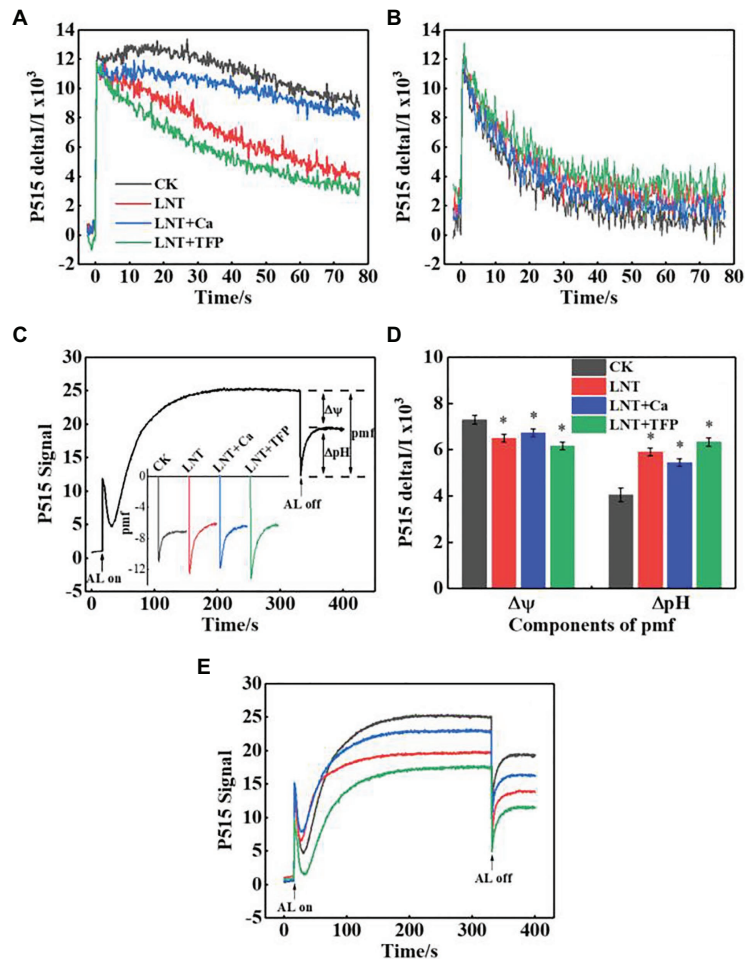 A
P515 deltaI/I x10³
14
12
10
8
6
4
2
0
-2
CK
LNT
LNT+Ca
LNT+TFP
0 10 20 30 40 50 60 70 80
Time/s
B
P515 deltaI/I x10³
14
12
10
8
6
4
2
0
-2
0 10 20 30 40 50 60 70 80
Time/s
C
P515 Signal
30
25
20
15
10
5
0
-5
Δψ
pmf
ΔpH
AL off
AL on
CK
LNT
LNT+Ca
LNT+TFP
pmf
0
-4
-8
-12
0 100 200 300 400
Time/s
D
P515 deltaI/I x10³
10
8
6
4
2
0
CK
LNT
LNT+Ca
LNT+TFP
* * *
* * *
Δψ ΔpH
Components of pmf
E
P515 Signal
30
25
20
15
10
5
0
-5
AL on
AL off
0 100 200 300 400
Time/s